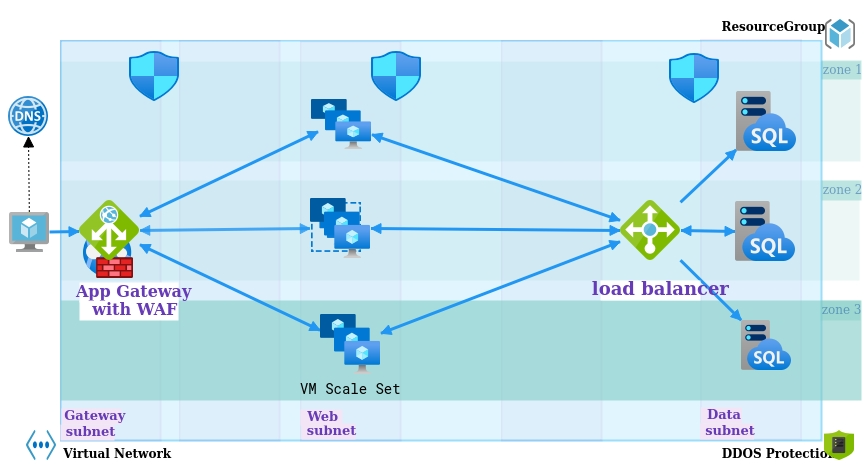 ResourceGroup
zone 1
DNS
SQL
zone 2
SQL
App Gateway
with WAF
load balancer
zone 3
SQL
VM Scale Set
Gateway
subnet
Web
subnet
Data
subnet
Virtual Network
DDOS Protection